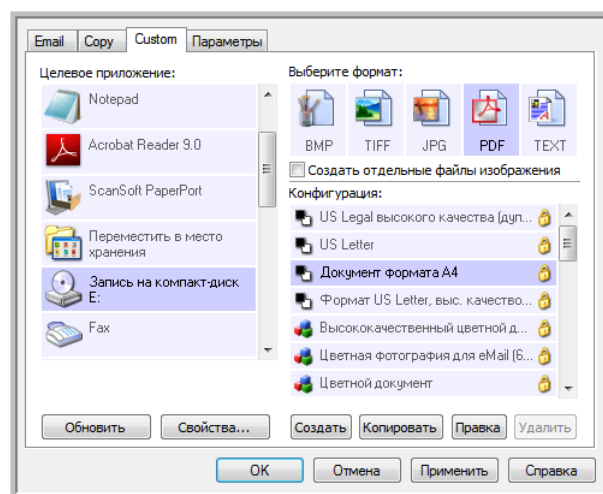 Email Copy Custom Параметры
Целевое приложение:
Notepad
Acrobat Reader 9.0
ScanSoft PaperPort
Переместить в место
хранения
Запись на компакт-диск
E:
Fax
Обновить Свойства...
Выберите формат:
BMP TIFF JPG PDF TEXT
Создать отдельные файлы изображения
Конфигурация:
US Legal высокого качества (дуп...
US Letter
Документ формата A4
Формат US Letter, выс. качество...
Высококачественный цветной д...
Цветная фотография для eMail (6...
Цветной документ
Создать Копировать Правка Удалить
OK Отмена Применить Справка